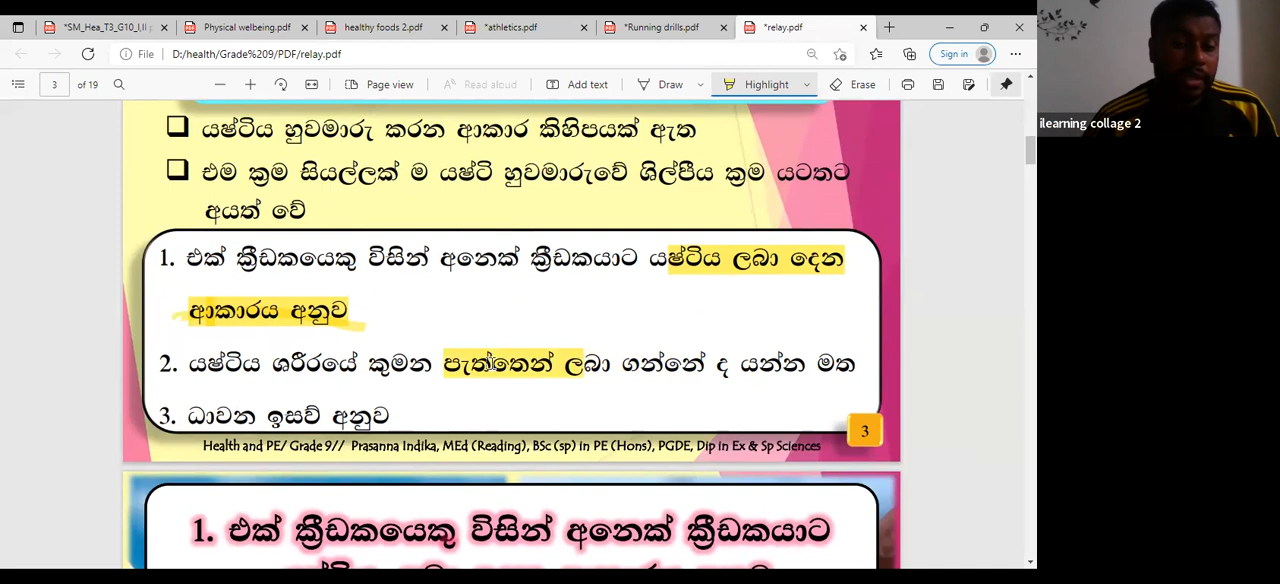 *SM_Hea_T3_G10_I,II p
Physical welbeing.pdf
healthy foods 2.pdf
*athletics.pdf
*Running drills.pdf
*relay.pdf
File D:/health/Grade%209/PDF/relay.pdf
Sign in
3 of 19
Page view
Read aloud
Add text
Draw
Highlight
Erase
ilearning collage 2
යෂ්ටිය හුවමාරු කරන ආකාර කිහිපයක් ඇත
එම ක්‍රම සියල්ලක් ම යෂ්ටි හුවමාරුවේ ශිල්පීය ක්‍රම යටතට
අයත් වේ
1. එක් ක්‍රීඩකයෙකු විසින් අනෙක් ක්‍රීඩකයාට යෂ්ටිය ලබා දෙන
ආකාරය අනුව
2. යෂ්ටිය ශරීරයේ කුමන පැත්තෙන් ලබා ගන්නේ ද යන්න මත
3. ධාවන ඉසව් අනුව
3
Health and PE/ Grade 9// Prasanna Indika, MEd (Reading), BSc (sp) in PE (Hons), PGDE, Dip in Ex & Sp Sciences
1. එක් ක්‍රීඩකයෙකු විසින් අනෙක් ක්‍රීඩකයාට